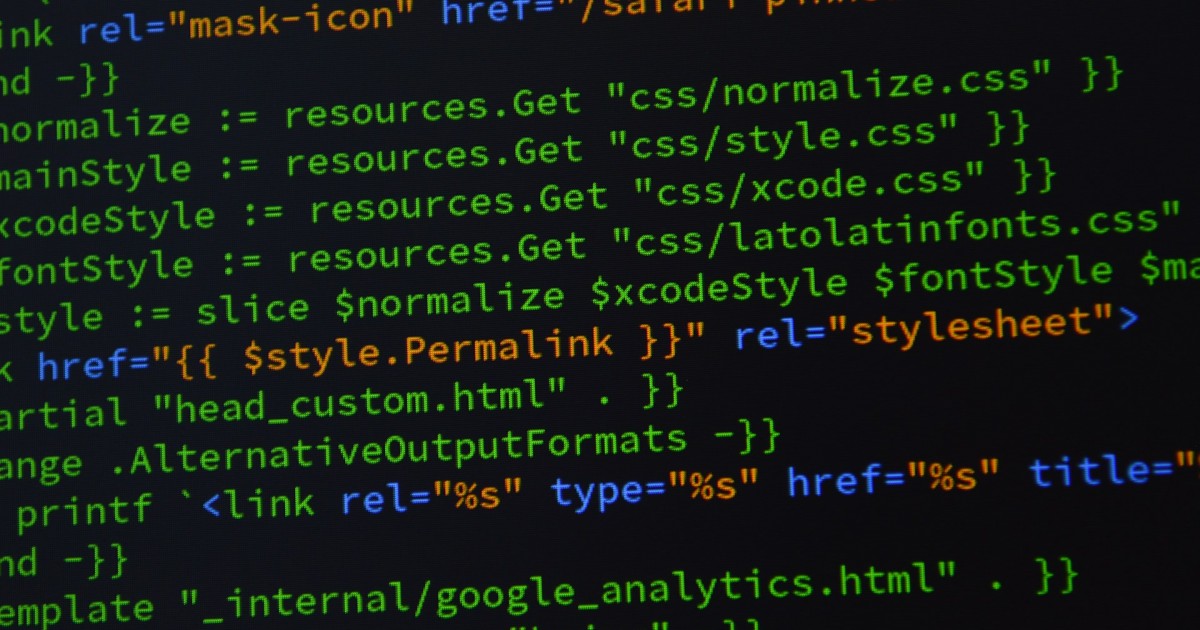 ink rel="mask-icon" href="/safari-pinne
nd -}}
normalize := resources.Get "css/normalize.css" }}
mainStyle := resources.Get "css/style.css" }}
xcodeStyle := resources.Get "css/xcode.css" }}
fontStyle := resources.Get "css/latolatinfonts.css"
style := slice $normalize $xcodeStyle $fontStyle $ma
k href="{{ $style.Permalink }}" rel="stylesheet">
artial "head_custom.html" . }}
ange .AlternativeOutputFormats -}}
printf `<link rel="%s" type="%s" href="%s" title="
nd -}}
emplate "_internal/google_analytics.html" . }}